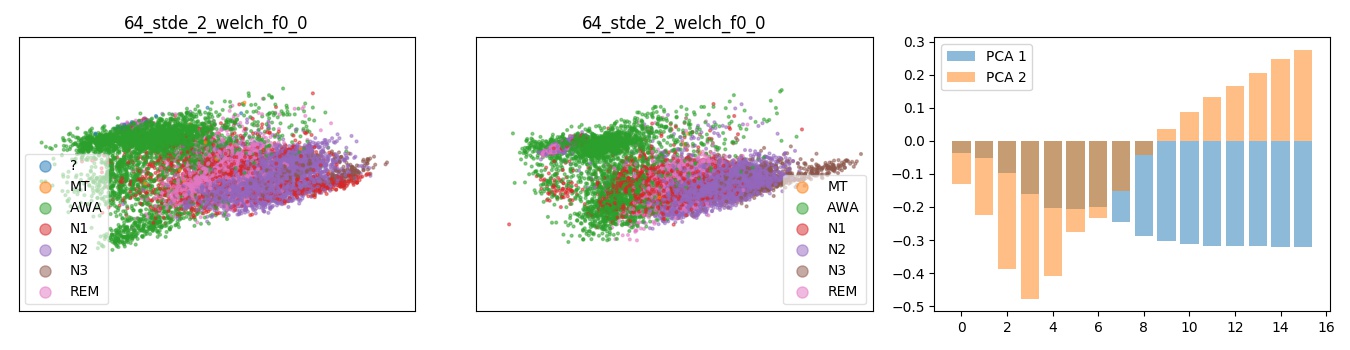 64_stde_2_welch_f0_0
?
MT
AWA
N1
N2
N3
REM
64_stde_2_welch_f0_0
MT
AWA
N1
N2
N3
REM
PCA 1
PCA 2
0.3
0.2
0.1
0.0
−0.1
−0.2
−0.3
−0.4
−0.5
0 2 4 6 8 10 12 14 16